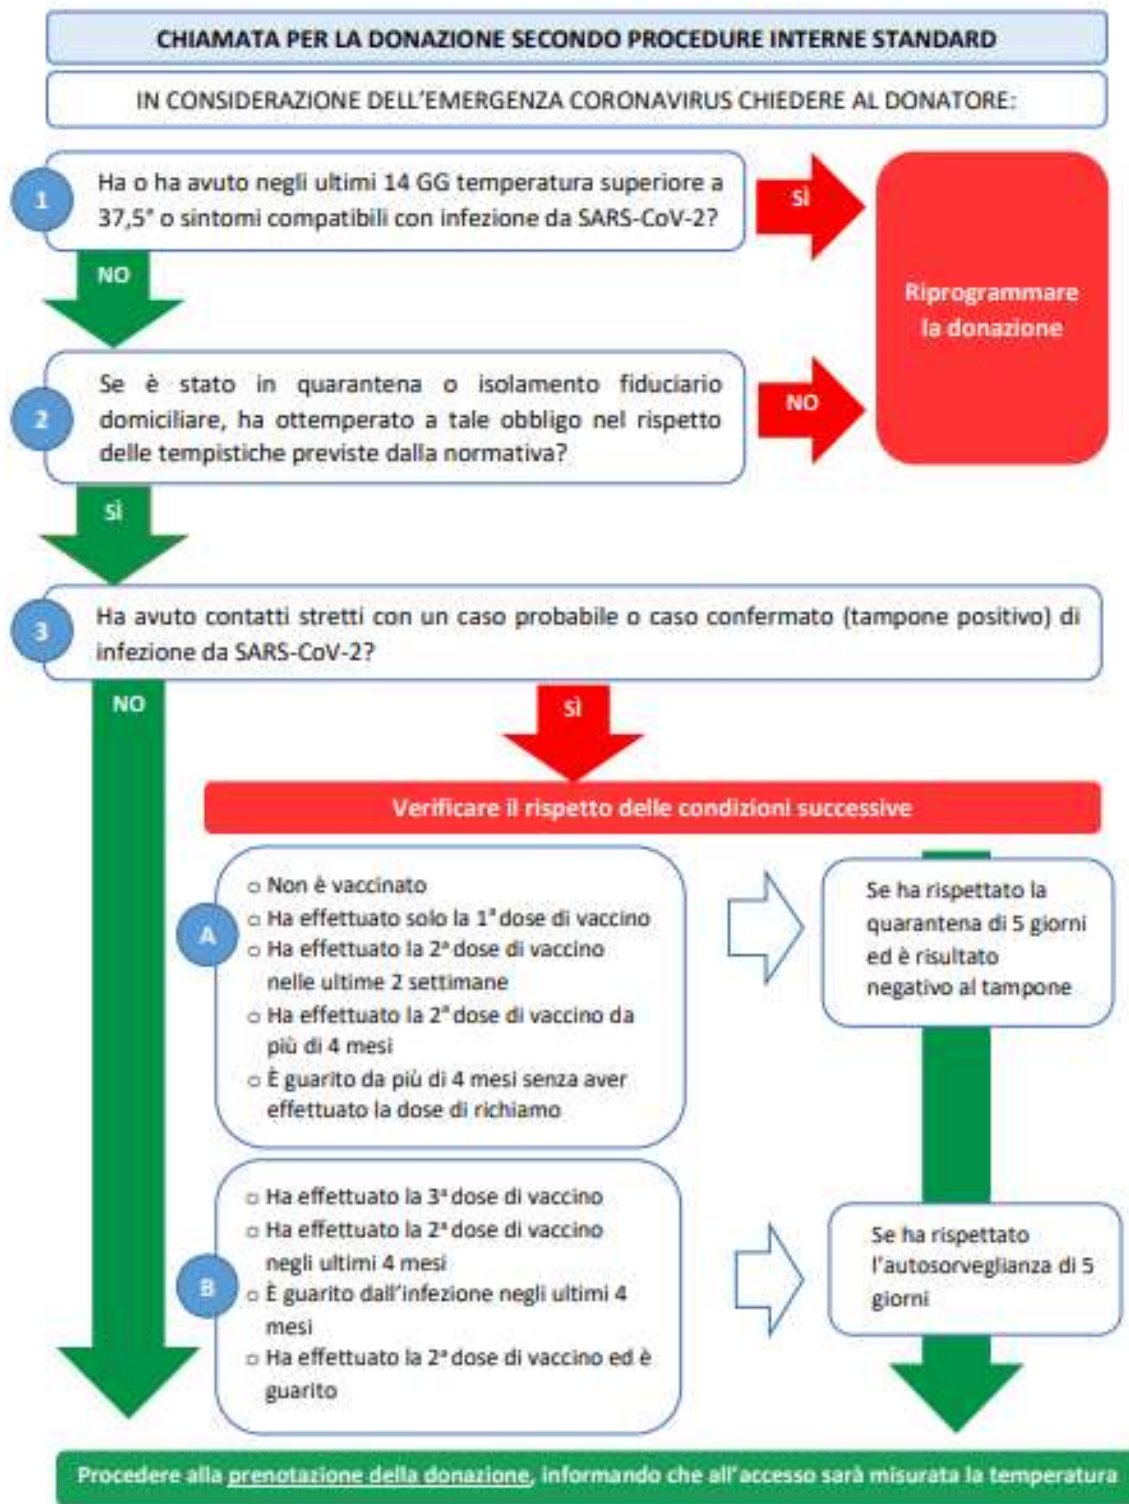 CHIAMATA PER LA DONAZIONE SECONDO PROCEDURE INTERNE STANDARD
IN CONSIDERAZIONE DELL'EMERGENZA CORONAVIRUS CHIEDERE AL DONATORE:
1
Ha o ha avuto negli ultimi 14 GG temperatura superiore a
37,5° o sintomi compatibili con infezione da SARS-CoV-2?
SÌ
NO
Riprogrammare
la donazione
2
Se è stato in quarantena o isolamento fiduciario
domiciliare, ha ottemperato a tale obbligo nel rispetto
delle tempistiche previste dalla normativa?
NO
SÌ
3
Ha avuto contatti stretti con un caso probabile o caso confermato (tampone positivo) di
infezione da SARS-CoV-2?
NO
SÌ
Verificare il rispetto delle condizioni successive
A
o Non è vaccinato
o Ha effettuato solo la 1ª dose di vaccino
o Ha effettuato la 2ª dose di vaccino
nelle ultime 2 settimane
o Ha effettuato la 2ª dose di vaccino da
più di 4 mesi
o È guarito da più di 4 mesi senza aver
effettuato la dose di richiamo
Se ha rispettato la
quarantena di 5 giorni
ed è risultato
negativo al tampone
B
o Ha effettuato la 3ª dose di vaccino
o Ha effettuato la 2ª dose di vaccino
negli ultimi 4 mesi
o È guarito dall'infezione negli ultimi 4
mesi
o Ha effettuato la 2ª dose di vaccino ed è
guarito
Se ha rispettato
l'autosorveglianza di 5
giorni
Procedere alla prenotazione della donazione, informando che all'accesso sarà misurata la temperatura